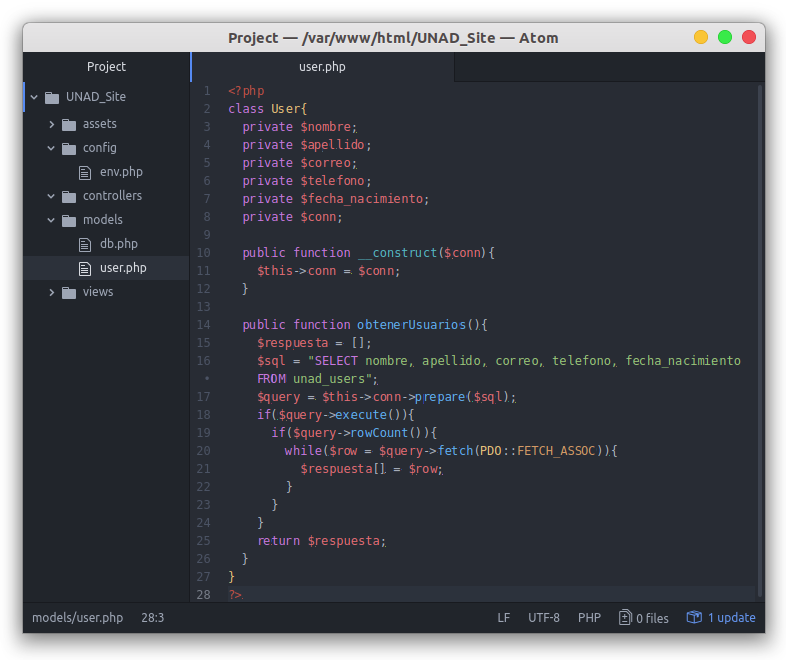 Project — /var/www/html/UNAD_Site — Atom
Project
user.php
UNAD_Site
assets
config
env.php
controllers
models
db.php
user.php
views
1 <?php
2 class User{
3 private $nombre;
4 private $apellido;
5 private $correo;
6 private $telefono;
7 private $fecha_nacimiento;
8 private $conn;
9
10 public function __construct($conn){
11 $this->conn = $conn;
12 }
13
14 public function obtenerUsuarios(){
15 $respuesta = [];
16 $sql = "SELECT nombre, apellido, correo, telefono, fecha_nacimiento
• FROM unad_users";
17 $query = $this->conn->prepare($sql);
18 if($query->execute()){
19 if($query->rowCount()){
20 while($row = $query->fetch(PDO::FETCH_ASSOC)){
21 $respuesta[] = $row;
22 }
23 }
24 }
25 return $respuesta;
26 }
27 }
28 ?>
models/user.php 28:3 LF UTF-8 PHP 0 files 1 update